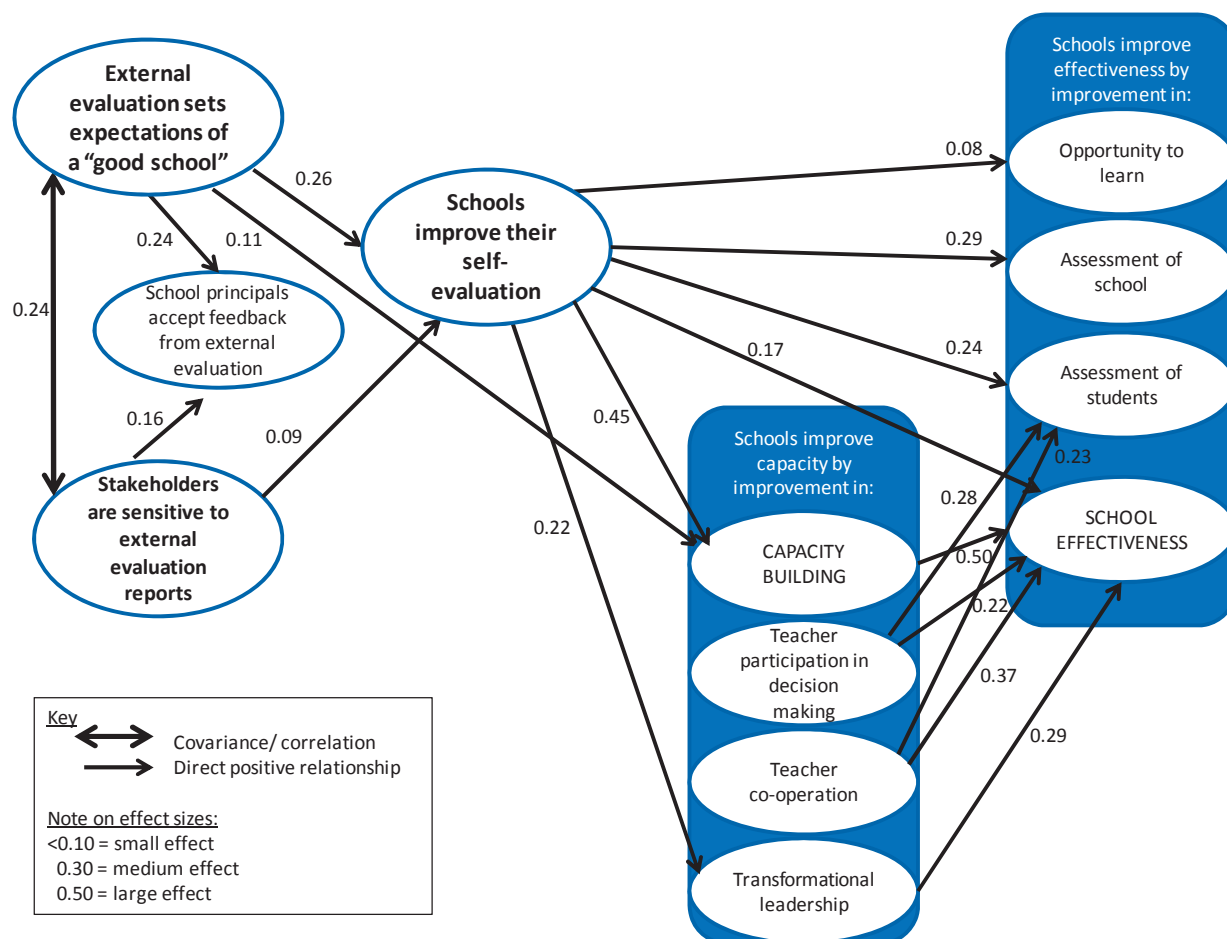 External
evaluation sets
expectations of
a “good school”
0.26
0.24
0.11
0.24
School principals
accept feedback
from external
evaluation
0.16
0.09
Stakeholders
are sensitive to
external
evaluation
reports
Schools
improve their
self-
evaluation
0.08
0.29
0.24
0.17
0.45
0.22
Schools improve
capacity by
improvement in:
CAPACITY
BUILDING
Teacher
participation in
decision
making
Teacher
co-operation
Transformational
leadership
0.28
0.23
0.50
0.22
0.37
0.29
Schools improve
effectiveness by
improvement in:
Opportunity to
learn
Assessment of
school
Assessment of
students
SCHOOL
EFFECTIVENESS
Key
Covariance/ correlation
Direct positive relationship
Note on effect sizes:
<0.10 = small effect
0.30 = medium effect
0.50 = large effect